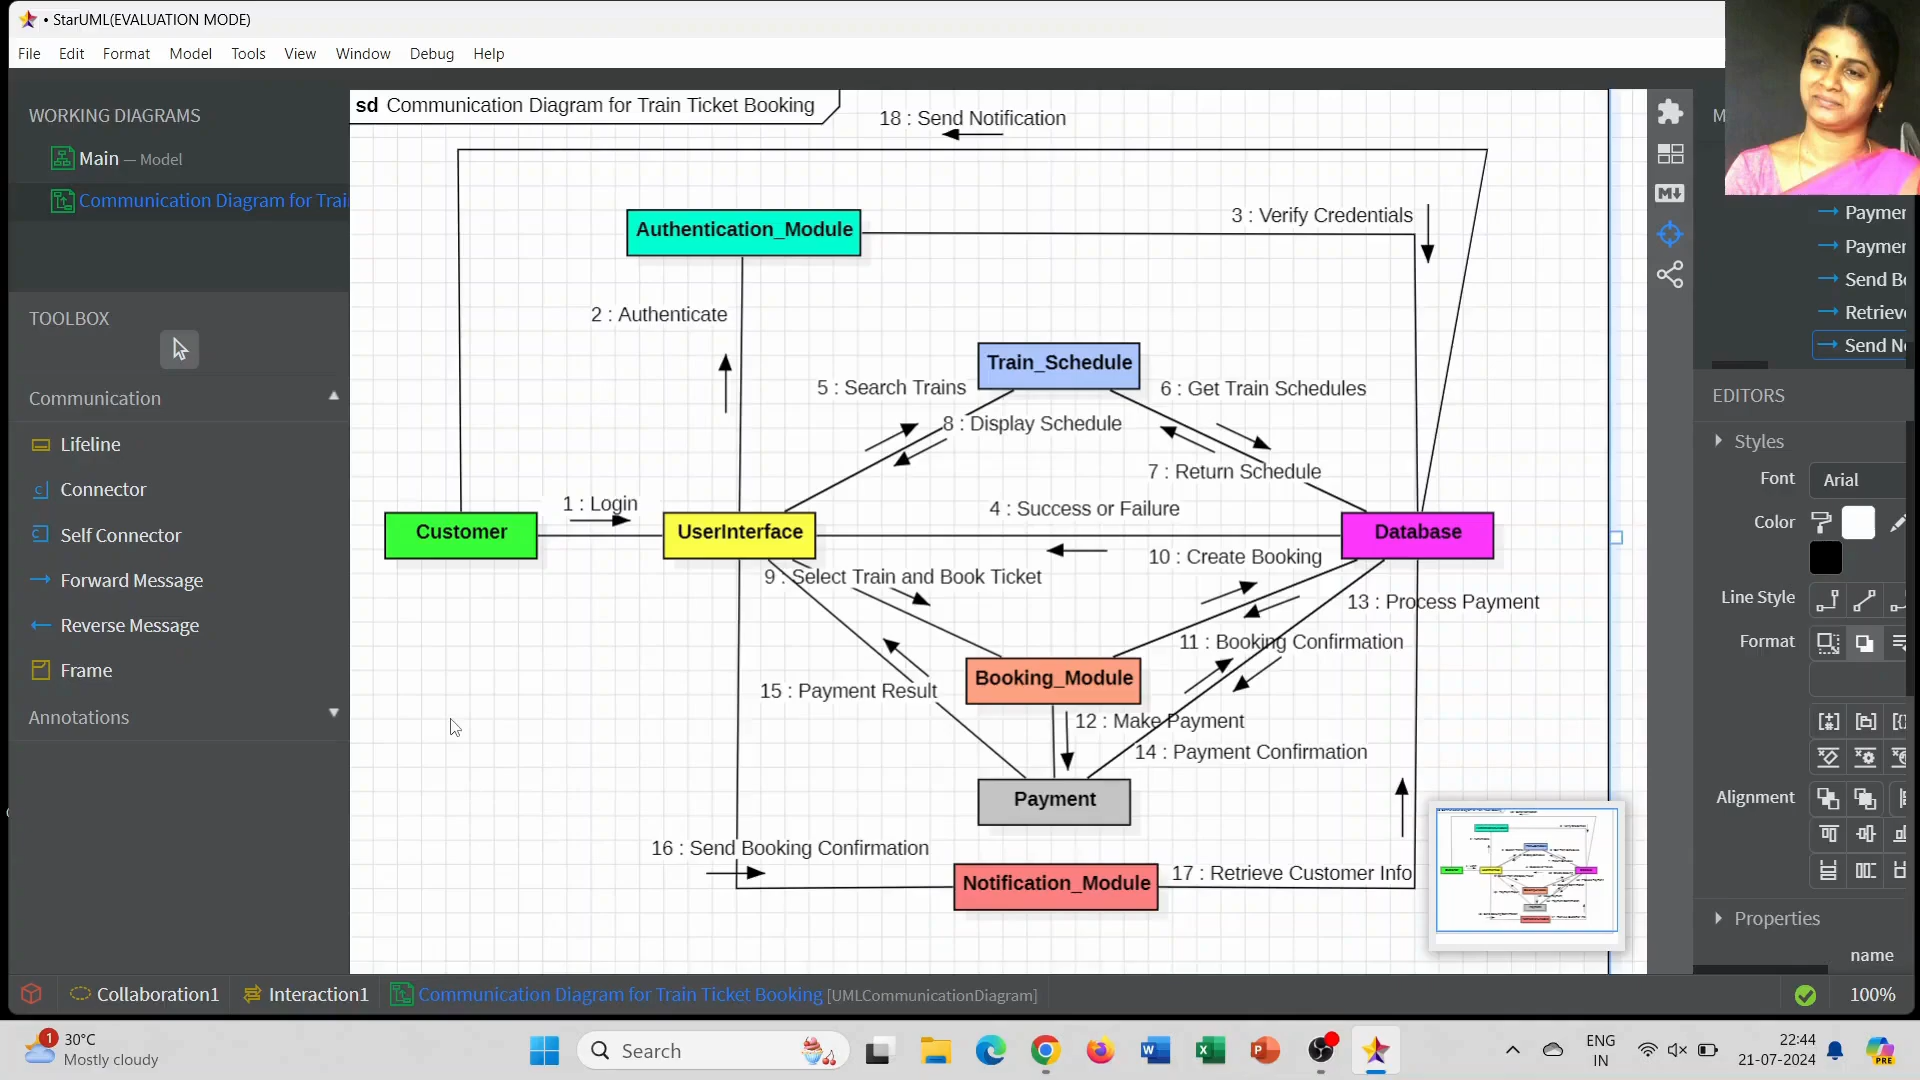 • StarUML(EVALUATION MODE)
File Edit Format Model Tools View Window Debug Help
WORKING DIAGRAMS
Main — Model
Communication Diagram for Trai
TOOLBOX
Communication
Lifeline
Connector
Self Connector
Forward Message
Reverse Message
Frame
Annotations
sd Communication Diagram for Train Ticket Booking
18 : Send Notification
Authentication_Module
3 : Verify Credentials
2 : Authenticate
Train_Schedule
5 : Search Trains
6 : Get Train Schedules
8 : Display Schedule
7 : Return Schedule
1 : Login
4 : Success or Failure
Customer
UserInterface
Database
10 : Create Booking
9 : Select Train and Book Ticket
13 : Process Payment
11 : Booking Confirmation
Booking_Module
15 : Payment Result
12 : Make Payment
14 : Payment Confirmation
Payment
16 : Send Booking Confirmation
17 : Retrieve Customer Info
Notification_Module
M
Paymer
Paymer
Send Bo
Retrieve
Send No
EDITORS
Styles
Font Arial
Color
Line Style
Format
Alignment
Properties
name
Collaboration1 Interaction1 Communication Diagram for Train Ticket Booking [UMLCommunicationDiagram] 100%
1
30°C
Mostly cloudy
Search
ENG
IN
22:44
21-07-2024
PRE